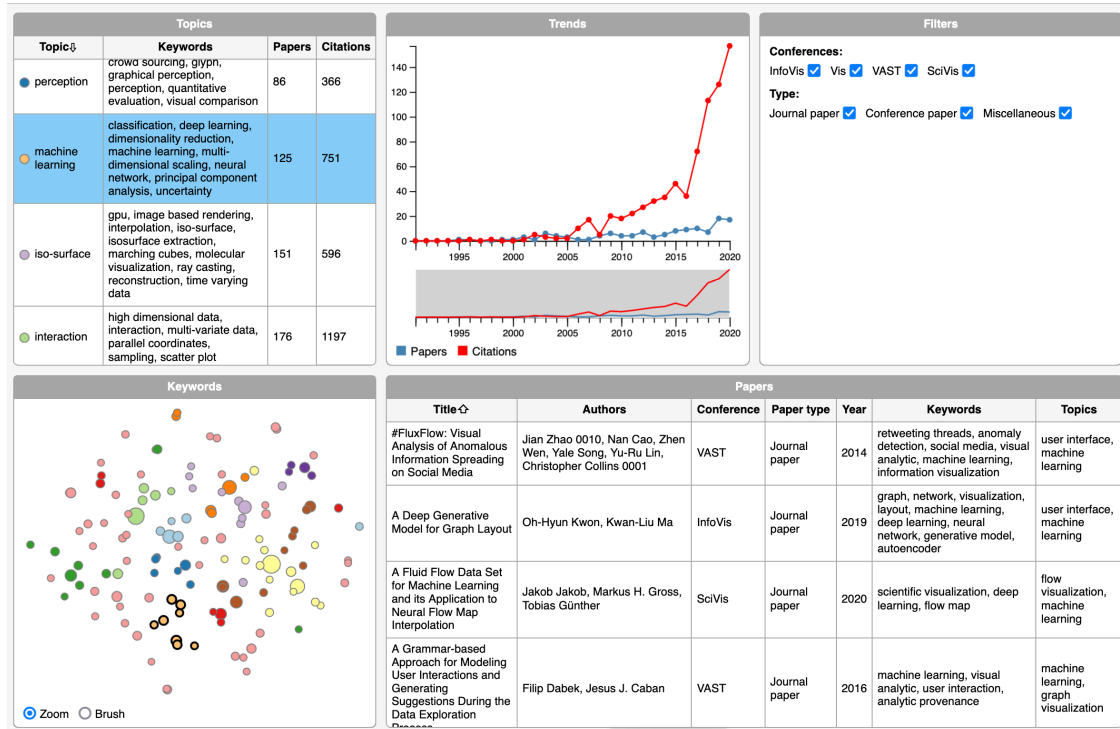 Topics
Topic⇩ Keywords Papers Citations
crowd sourcing, glyph,
graphical perception,
perception, quantitative
evaluation, visual comparison
perception
86
366
classification, deep learning,
dimensionality reduction,
machine learning, multi-
dimensional scaling, neural
network, principal component
analysis, uncertainty
machine
learning
125
751
gpu, image based rendering,
interpolation, iso-surface,
isosurface extraction,
marching cubes, molecular
visualization, ray casting,
reconstruction, time varying
data
iso-surface
151
596
high dimensional data,
interaction, multi-variate data,
parallel coordinates,
sampling, scatter plot
interaction
176
1197
Trends
140
120
100
80
60
40
20
0
1995 2000 2005 2010 2015 2020
1995 2000 2005 2010 2015 2020
Papers Citations
Filters
Conferences:
InfoVis Vis VAST SciVis
Type:
Journal paper Conference paper Miscellaneous
Keywords
Zoom Brush
Papers
Title⇧ Authors Conference Paper type Year Keywords Topics
#FluxFlow: Visual
Analysis of Anomalous
Information Spreading
on Social Media
Jian Zhao 0010, Nan Cao, Zhen
Wen, Yale Song, Yu-Ru Lin,
Christopher Collins 0001
VAST
Journal
paper
2014
retweeting threads, anomaly
detection, social media, visual
analytic, machine learning,
information visualization
user interface,
machine
learning
A Deep Generative
Model for Graph Layout
Oh-Hyun Kwon, Kwan-Liu Ma
InfoVis
Journal
paper
2019
graph, network, visualization,
layout, machine learning,
deep learning, neural
network, generative model,
autoencoder
user interface,
machine
learning
A Fluid Flow Data Set
for Machine Learning
and its Application to
Neural Flow Map
Interpolation
Jakob Jakob, Markus H. Gross,
Tobias Günther
SciVis
Journal
paper
2020
scientific visualization, deep
learning, flow map
flow
visualization,
machine
learning
A Grammar-based
Approach for Modeling
User Interactions and
Generating
Suggestions During the
Data Exploration
Process
Filip Dabek, Jesus J. Caban
VAST
Journal
paper
2016
machine learning, visual
analytic, user interaction,
analytic provenance
machine
learning,
graph
visualization